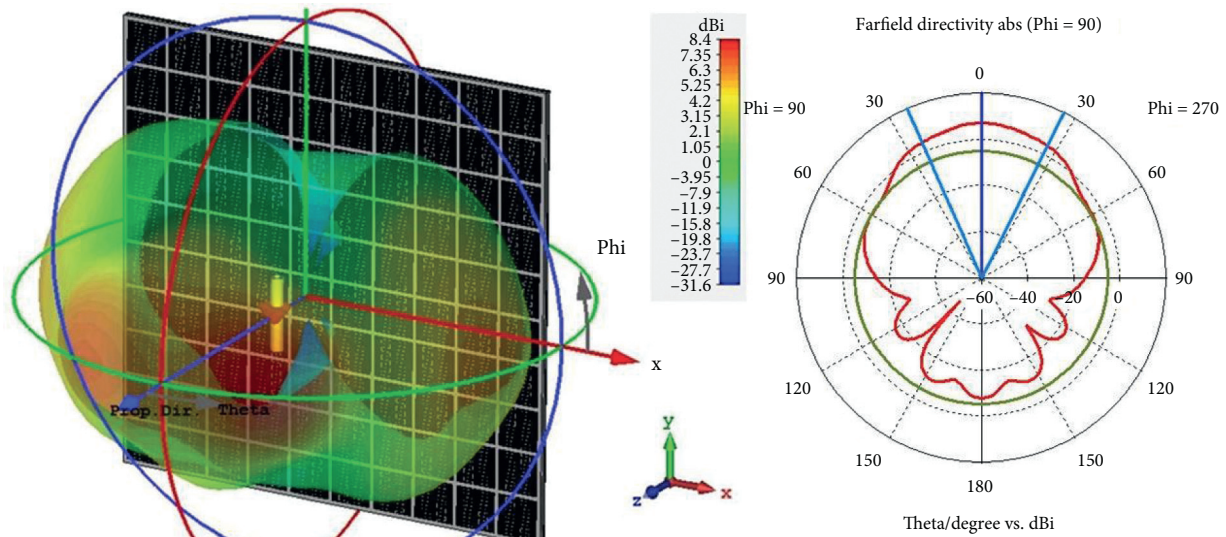 dBi
8.4
7.35
6.3
5.25
4.2
3.15
2.1
1.05
0
−3.95
−7.9
−11.9
−15.8
−19.8
−23.7
−27.7
−31.6
Phi
x
Prop.Dir. Theta
y
z x
Farfield directivity abs (Phi = 90)
0
Phi = 90 30 30 Phi = 270
60 60
90 −60 −40 −20 0 90
120 120
150 150
180
Theta/degree vs. dBi